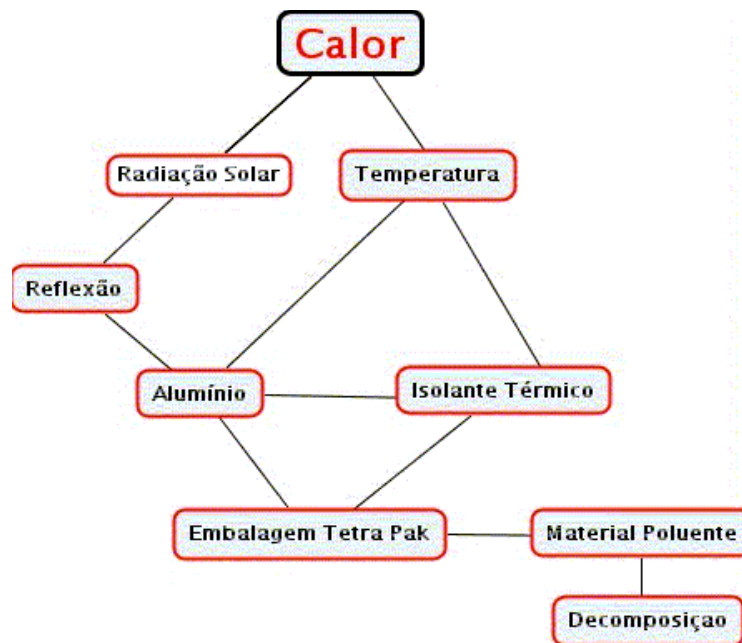 Calor
Radiação Solar
Temperatura
Reflexão
Alumínio
Isolante Térmico
Embalagem Tetra Pak
Material Poluente
Decomposiçao